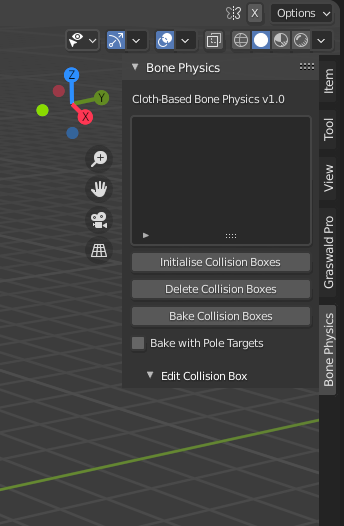 X Options
Bone Physics
Cloth-Based Bone Physics v1.0
Initialise Collision Boxes
Delete Collision Boxes
Bake Collision Boxes
Bake with Pole Targets
Edit Collision Box
Z
Y
X
Item
Tool
View
Graswald Pro
Bone Physics